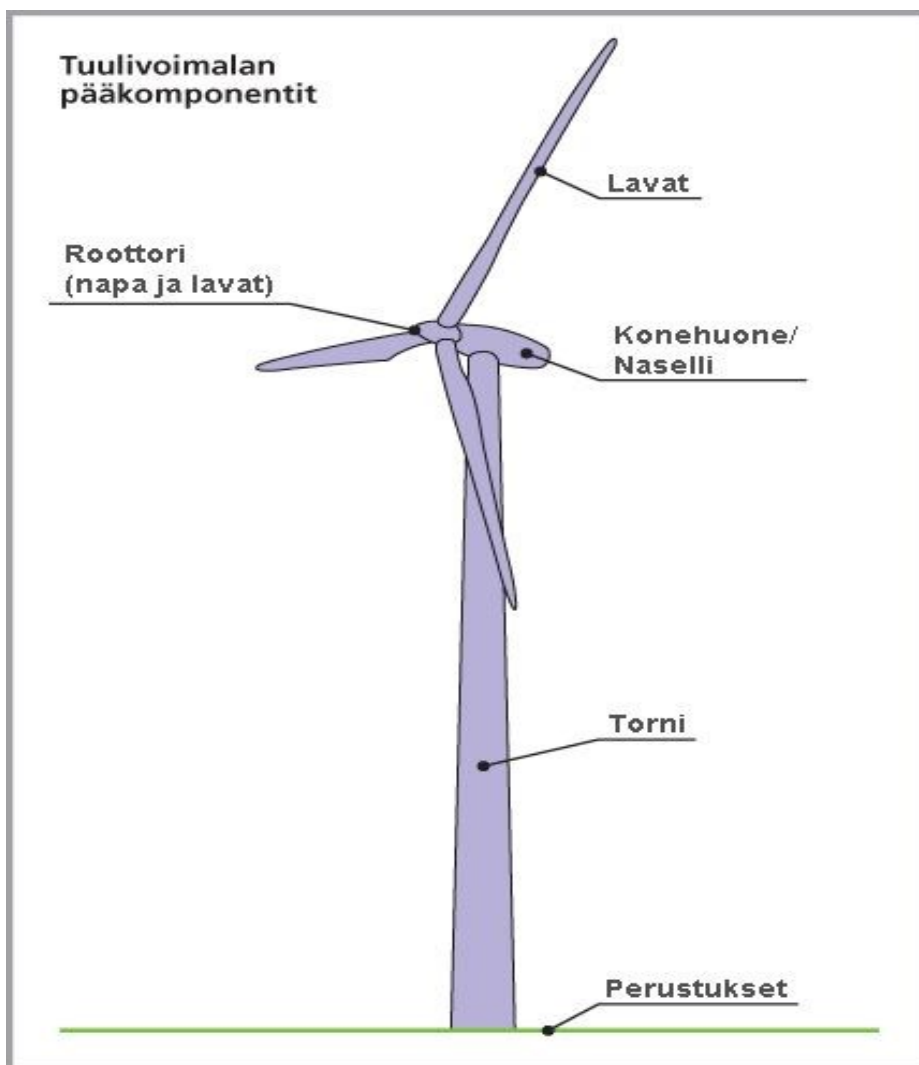 Tuulivoimalan
pääkomponentit
Lavat
Roottori
(napa ja lavat)
Konehuone/
Naselli
Torni
Perustukset